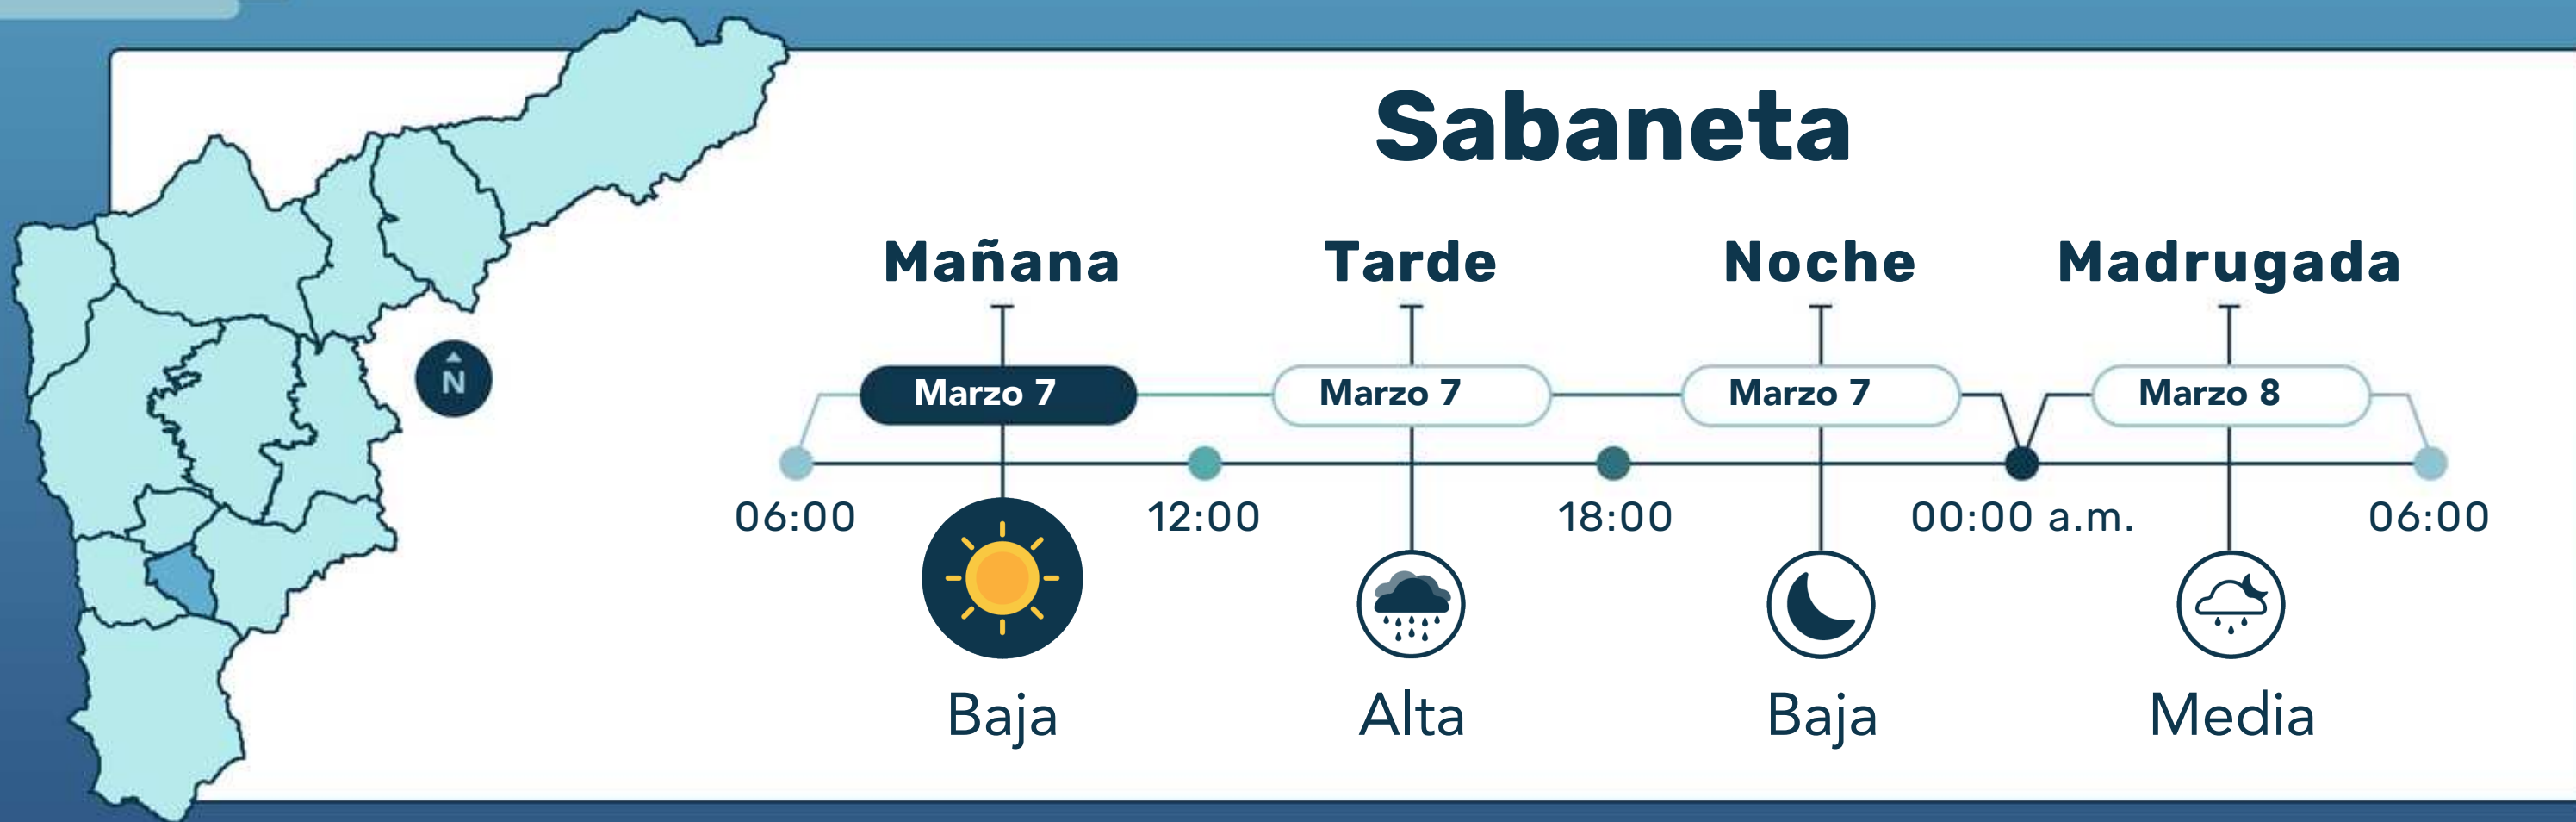 Sabaneta
Mañana Tarde Noche Madrugada
Marzo 7 Marzo 7 Marzo 7 Marzo 8
N
06:00 12:00 18:00 00:00 a.m. 06:00
Baja Alta Baja Media